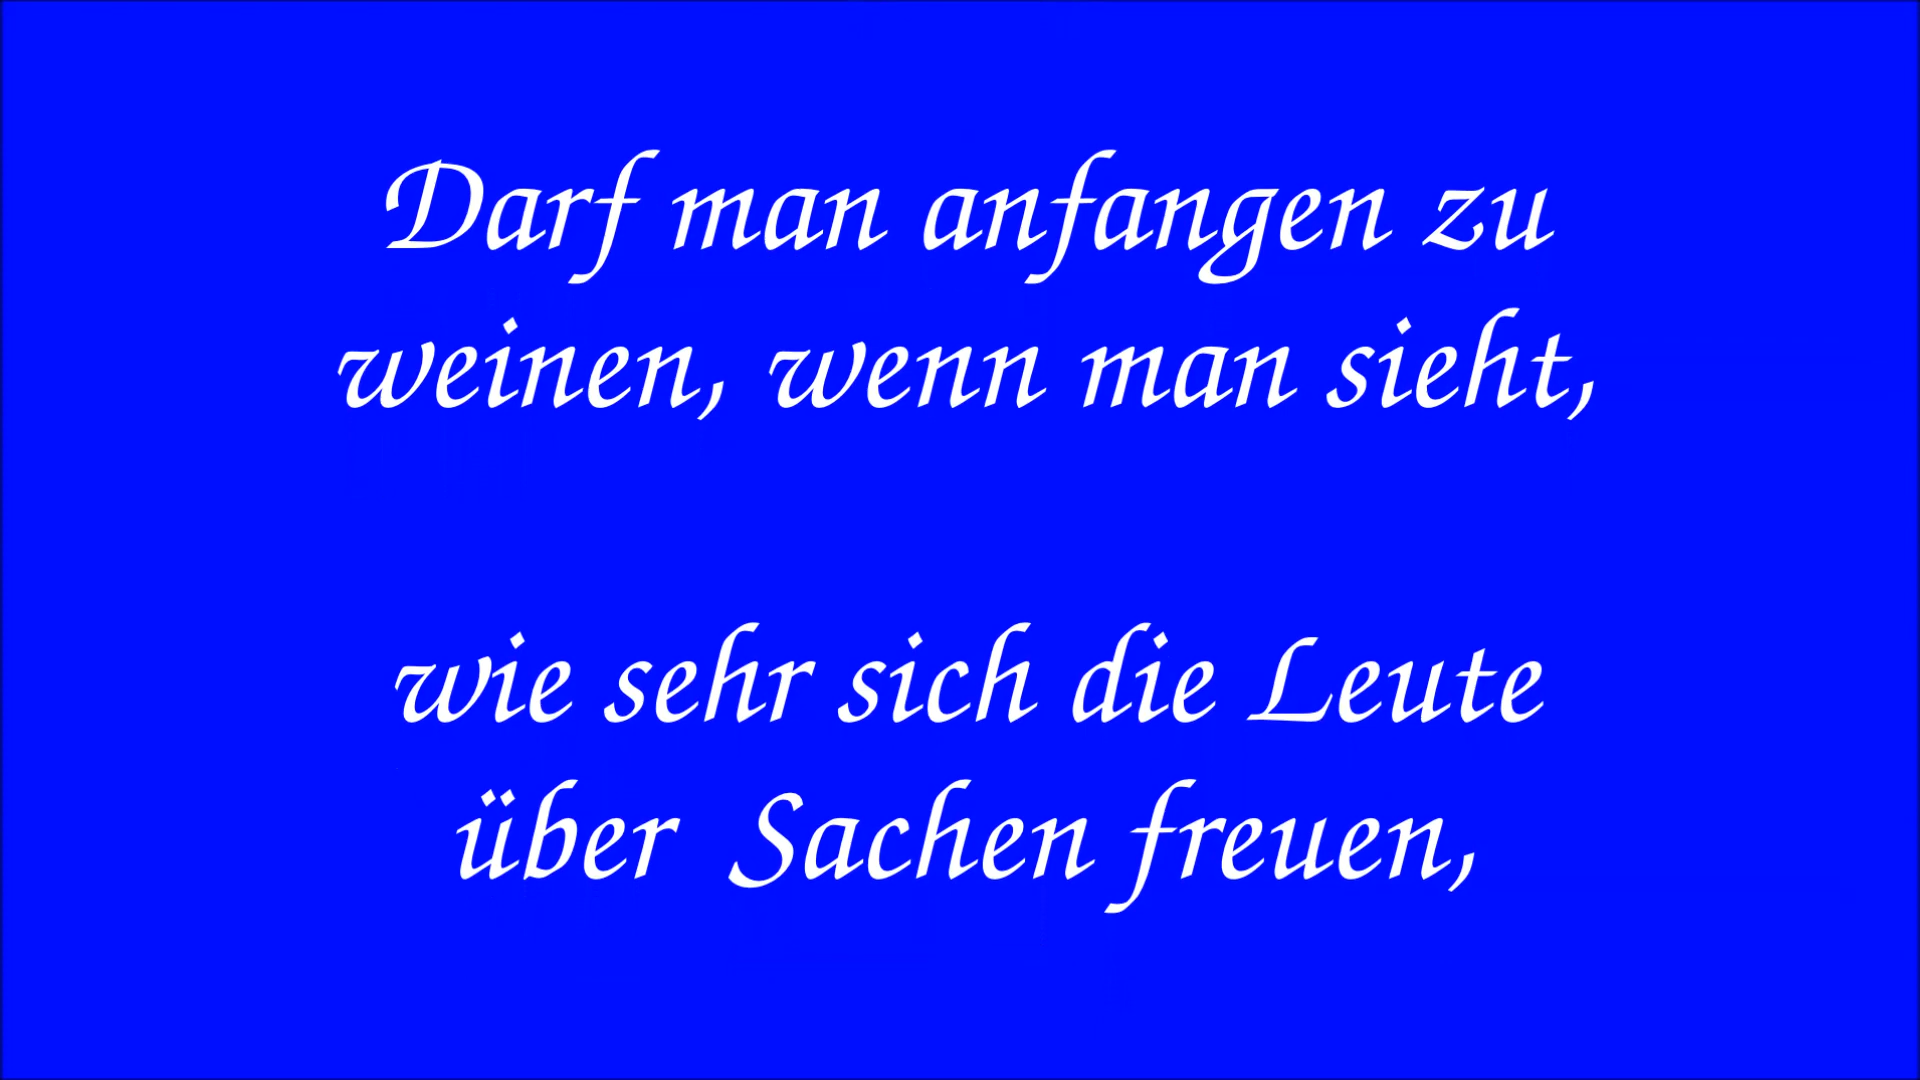 Darf man anfangen zu
weinen, wenn man sieht,
wie sehr sich die Leute
über Sachen freuen,